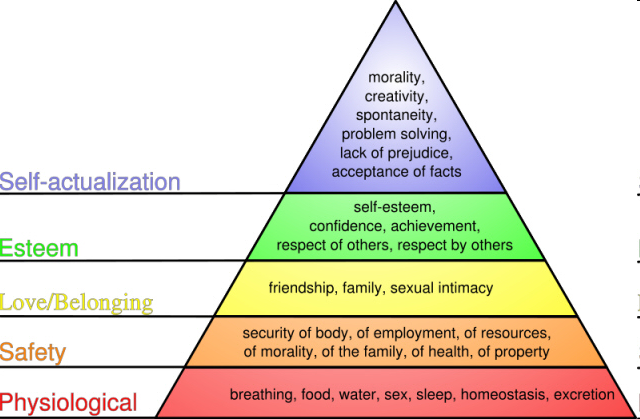 morality,
creativity,
spontaneity,
problem solving,
lack of prejudice,
acceptance of facts
Self-actualization
self-esteem,
confidence, achievement,
respect of others, respect by others
Esteem
friendship, family, sexual intimacy
Love/Belonging
security of body, of employment, of resources,
of morality, of the family, of health, of property
Safety
breathing, food, water, sex, sleep, homeostasis, excretion
Physiological